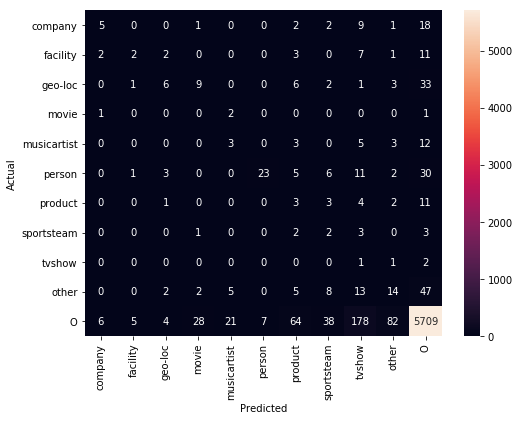 company 5 0 0 1 0 0 2 2 9 1 18
facility 2 2 2 0 0 0 3 0 7 1 11
geo-loc 0 1 6 9 0 0 6 2 1 3 33
movie 1 0 0 0 2 0 0 0 0 0 1
musicartist 0 0 0 0 3 0 3 0 5 3 12
person 0 1 3 0 0 23 5 6 11 2 30
product 0 0 1 0 0 0 3 3 4 2 11
sportsteam 0 0 0 1 0 0 2 2 3 0 3
tvshow 0 0 0 0 0 0 0 0 1 1 2
other 0 0 2 2 5 0 5 8 13 14 47
O 6 5 4 28 21 7 64 38 178 82 5709
Actual
company facility geo-loc movie musicartist person product sportsteam tvshow other O
Predicted
5000
4000
3000
2000
1000
0